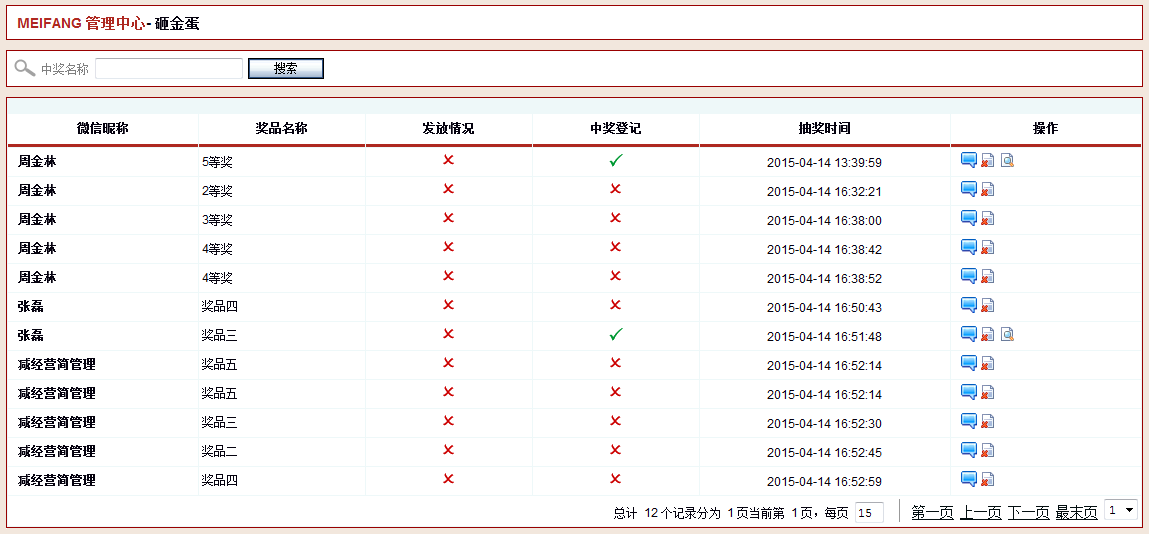 MEIFANG 管理中心- 砸金蛋
中奖名称 搜索
微信昵称 奖品名称 发放情况 中奖登记 抽奖时间 操作
周金林 5等奖 2015-04-14 13:39:59
周金林 2等奖 2015-04-14 16:32:21
周金林 3等奖 2015-04-14 16:38:00
周金林 4等奖 2015-04-14 16:38:42
周金林 4等奖 2015-04-14 16:38:52
张磊 奖品四 2015-04-14 16:50:43
张磊 奖品三 2015-04-14 16:51:48
减经营简管理 奖品五 2015-04-14 16:52:14
减经营简管理 奖品五 2015-04-14 16:52:14
减经营简管理 奖品三 2015-04-14 16:52:30
减经营简管理 奖品二 2015-04-14 16:52:45
减经营简管理 奖品四 2015-04-14 16:52:59
总计 12 个记录分为 1 页当前第 1 页，每页 15 第一页 上一页 下一页 最末页 1